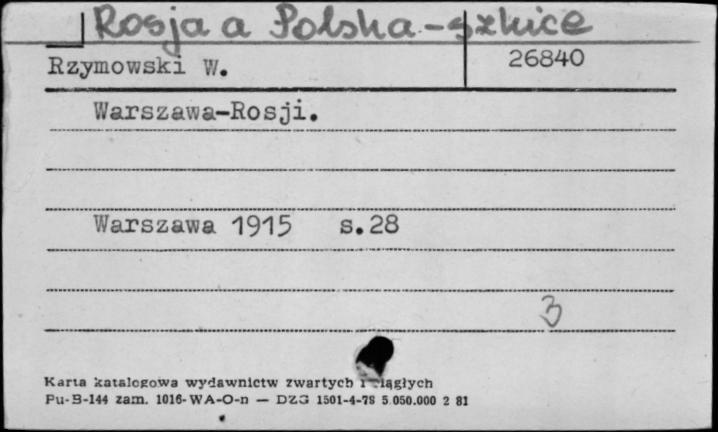 Rosja a Polska - szkice
Rzymowski W. 26840
Warszawa-Rosji.
Warszawa 1915 s.28
3
Karta katalogowa wydawnictw zwartych i ciągłych
Pu-B-144 zam. 1016-WA-O-n — DZG 1501-4-78 5.050.000 2 81